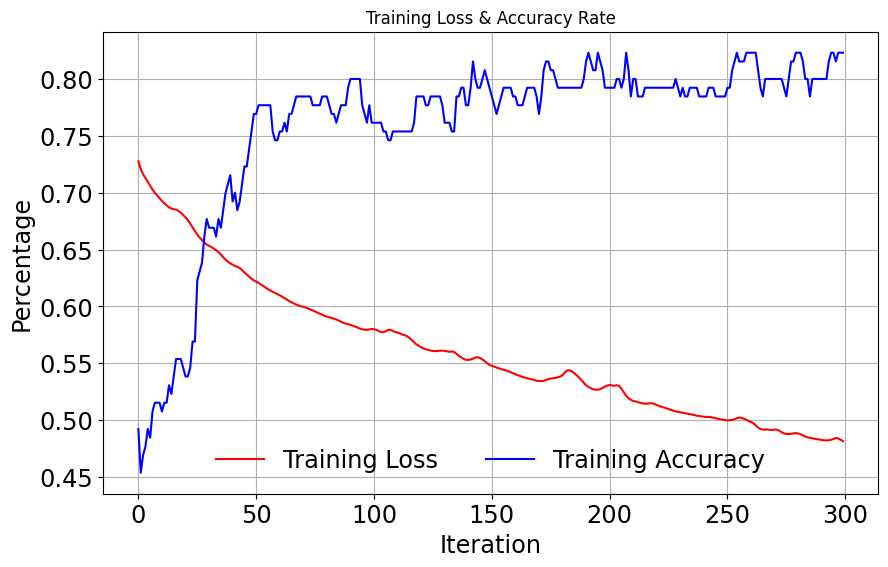 Training Loss & Accuracy Rate
Percentage
0.80
0.75
0.70
0.65
0.60
0.55
0.50
0.45
Training Loss
Training Accuracy
0 50 100 150 200 250 300
Iteration